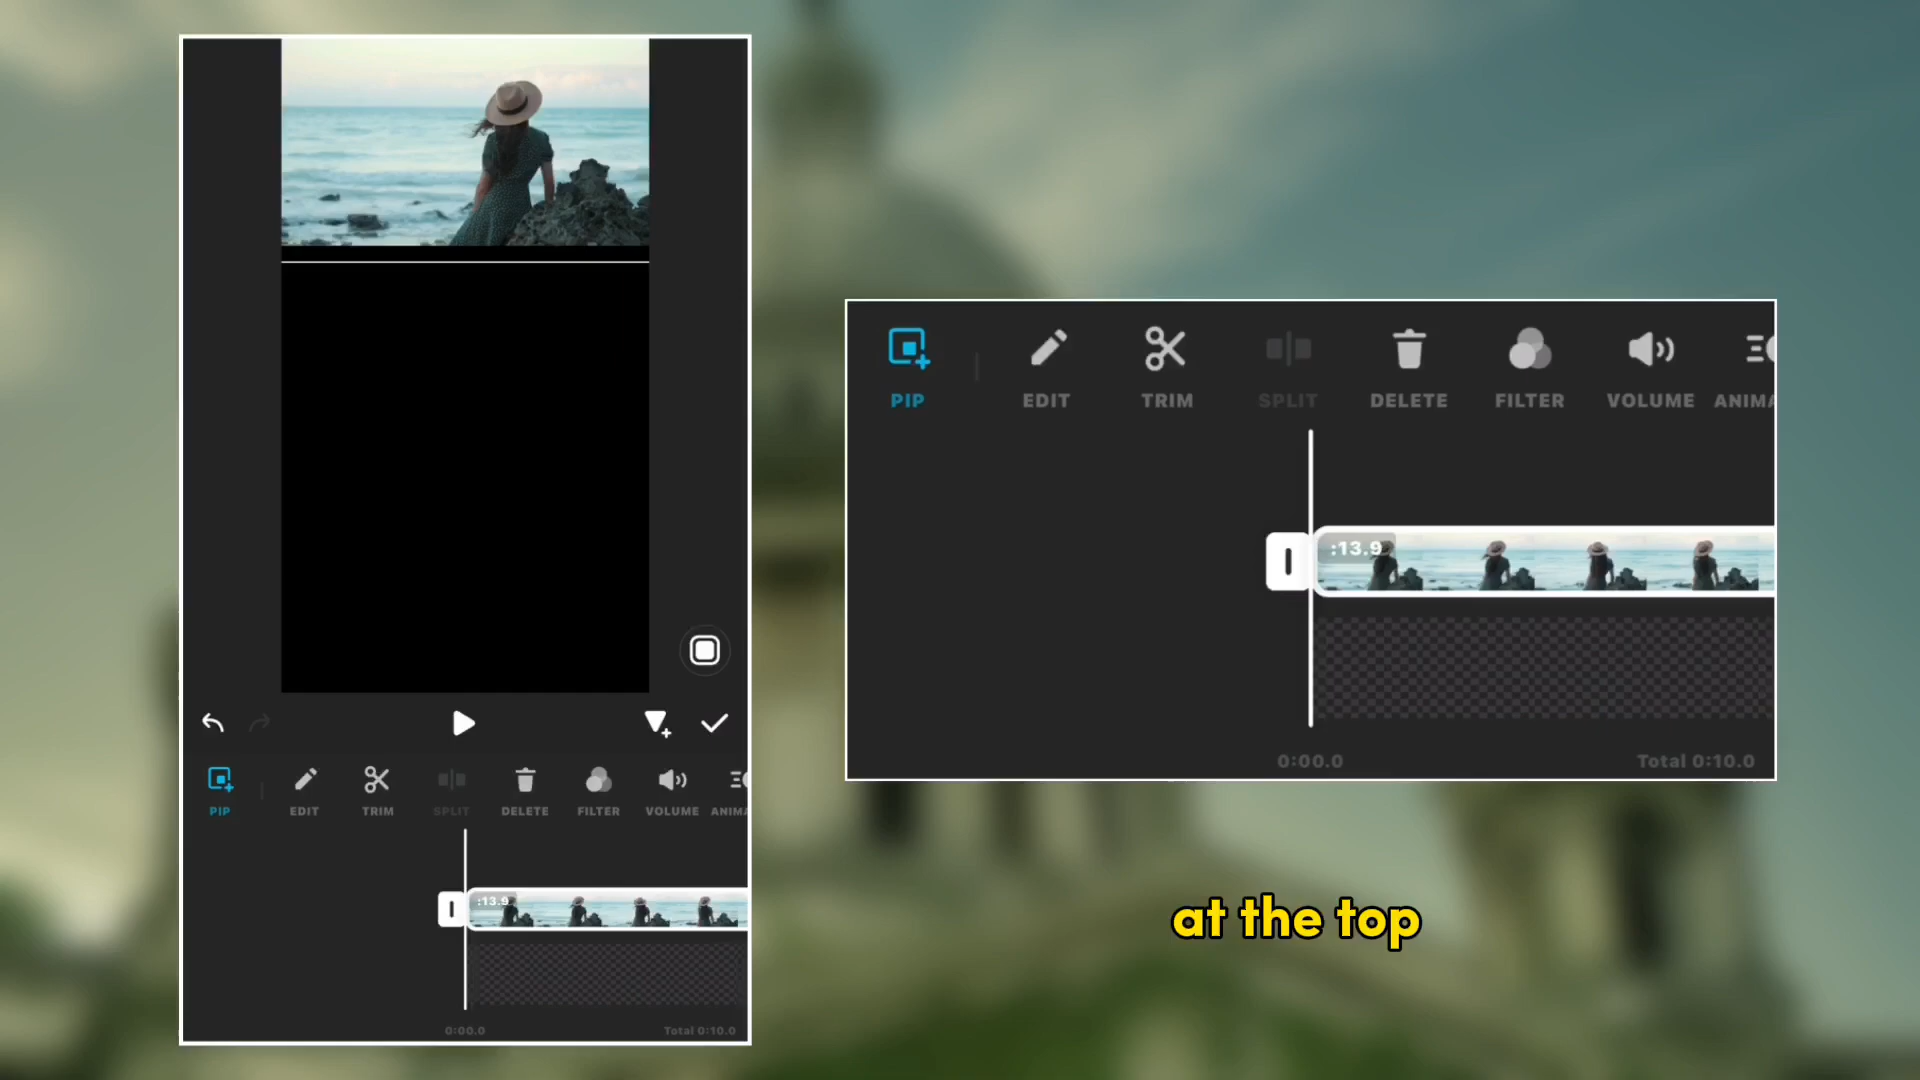 PIP EDIT TRIM SPLIT DELETE FILTER VOLUME ANIMA
:13.9
0:00.0 Total 0:10.0
PIP EDIT TRIM SPLIT DELETE FILTER VOLUME ANIMA
:13.9
0:00.0 Total 0:10.0
at the top